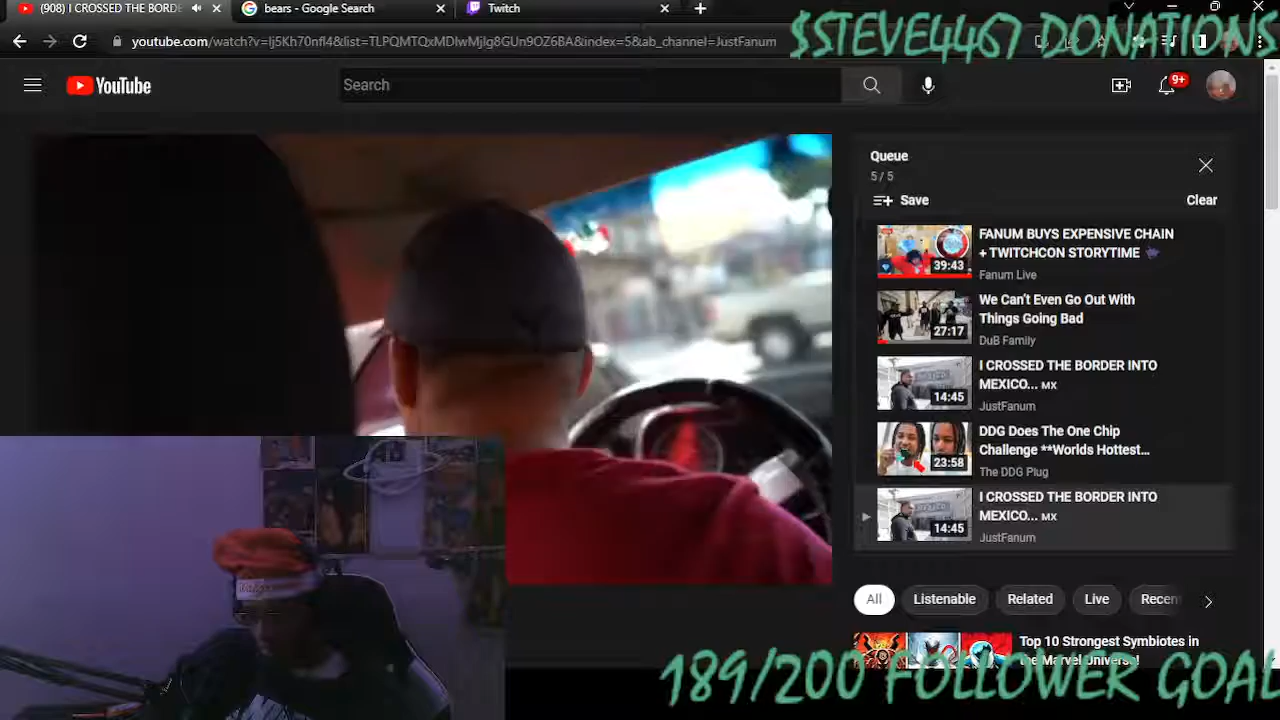 (908) I CROSSED THE BORDE
bears - Google Search
Twitch
youtube.com/watch?v=Ij5Kh70nfl4&list=TLPQMTQxMDIwMjIg8GUn9OZ6BA&index=5&ab_channel=JustFanum
$STEVE4467 DONATIONS
YouTube
Search
9+
Queue
5 / 5
Save
Clear
FANUM BUYS EXPENSIVE CHAIN
+ TWITCHCON STORYTIME
39:43
Fanum Live
We Can't Even Go Out With
Things Going Bad
27:17
DuB Family
I CROSSED THE BORDER INTO
MEXICO... MX
14:45
JustFanum
DDG Does The One Chip
Challenge **Worlds Hottest...
23:58
The DDG Plug
I CROSSED THE BORDER INTO
MEXICO... MX
14:45
JustFanum
All
Listenable
Related
Live
Recen
Top 10 Strongest Symbiotes in
the Marvel Universe!
189/200 FOLLOWER GOAL